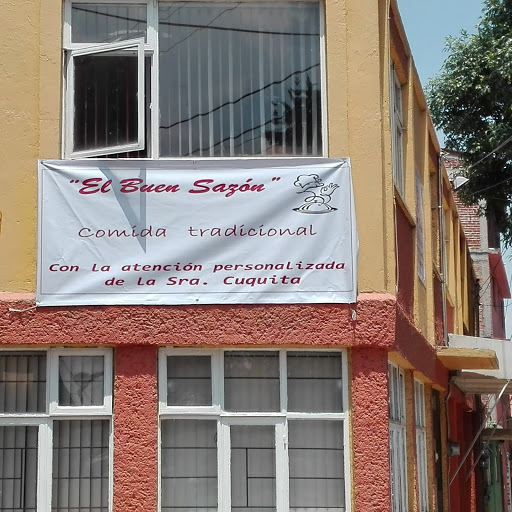 "El Buen Sazón"
Comida tradicional
Con la atención personalizada
de la Sra. Cuquita